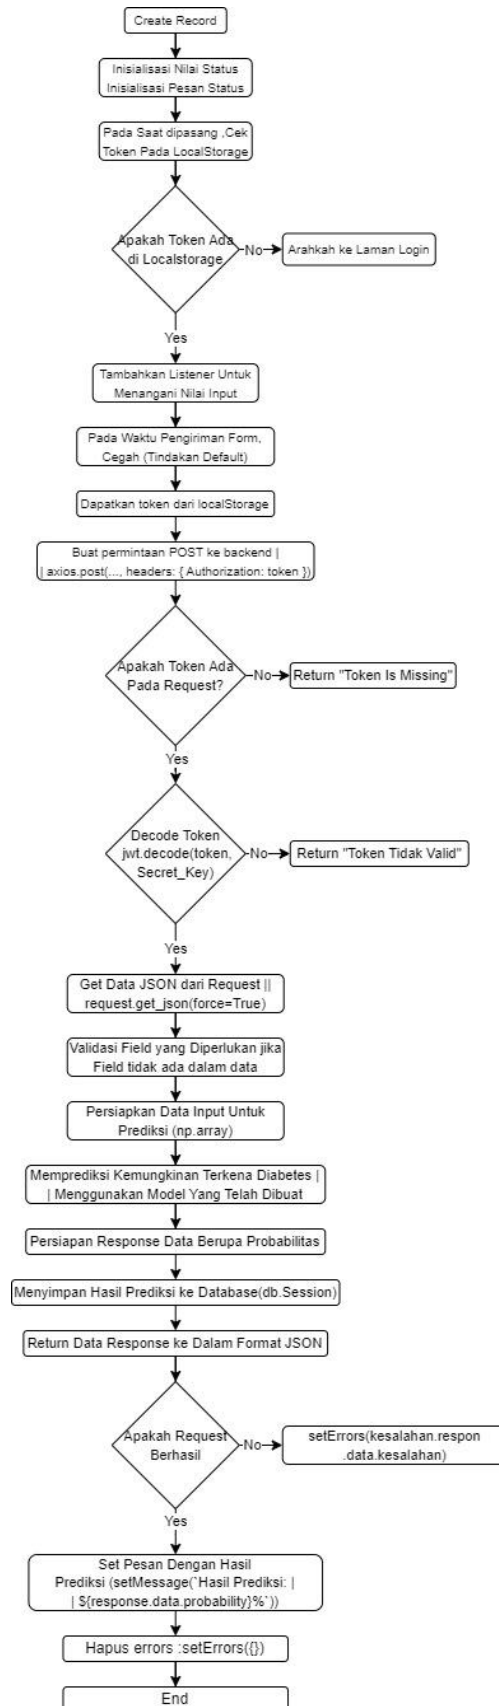 Create Record
Inisialisasi Nilai Status
Inisialisasi Pesan Status
Pada Saat dipasang ,Cek
Token Pada LocalStorage
Apakah Token Ada
di Localstorage
No
Arahkah ke Laman Login
Yes
Tambahkan Listener Untuk
Menangani Nilai Input
Pada Waktu Pengiriman Form,
Cegah (Tindakan Default)
Dapatkan token dari localStorage
Buat permintaan POST ke backend |
| axios.post(..., headers: { Authorization: token })
Apakah Token Ada
Pada Request?
No
Return "Token Is Missing"
Yes
Decode Token
jwt.decode(token,
Secret_Key)
No
Return "Token Tidak Valid"
Yes
Get Data JSON dari Request ||
request.get_json(force=True)
Validasi Field yang Diperlukan jika
Field tidak ada dalam data
Persiapkan Data Input Untuk
Prediksi (np.array)
Memprediksi Kemungkinan Terkena Diabetes |
| Menggunakan Model Yang Telah Dibuat
Persiapan Response Data Berupa Probabilitas
Menyimpan Hasil Prediksi ke Database(db.Session)
Return Data Response ke Dalam Format JSON
Apakah Request
Berhasil
No
setErrors(kesalahan.respon
.data.kesalahan)
Yes
Set Pesan Dengan Hasil
Prediksi (setMessage(`Hasil Prediksi: |
| ${response.data.probability}%`))
Hapus errors :setErrors({})
End